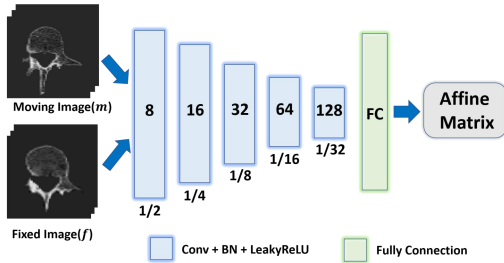 Moving Image(m)
Fixed Image(f)
8
16
32
64
128
FC
1/2
1/4
1/8
1/16
1/32
Affine
Matrix
Conv + BN + LeakyReLU
Fully Connection